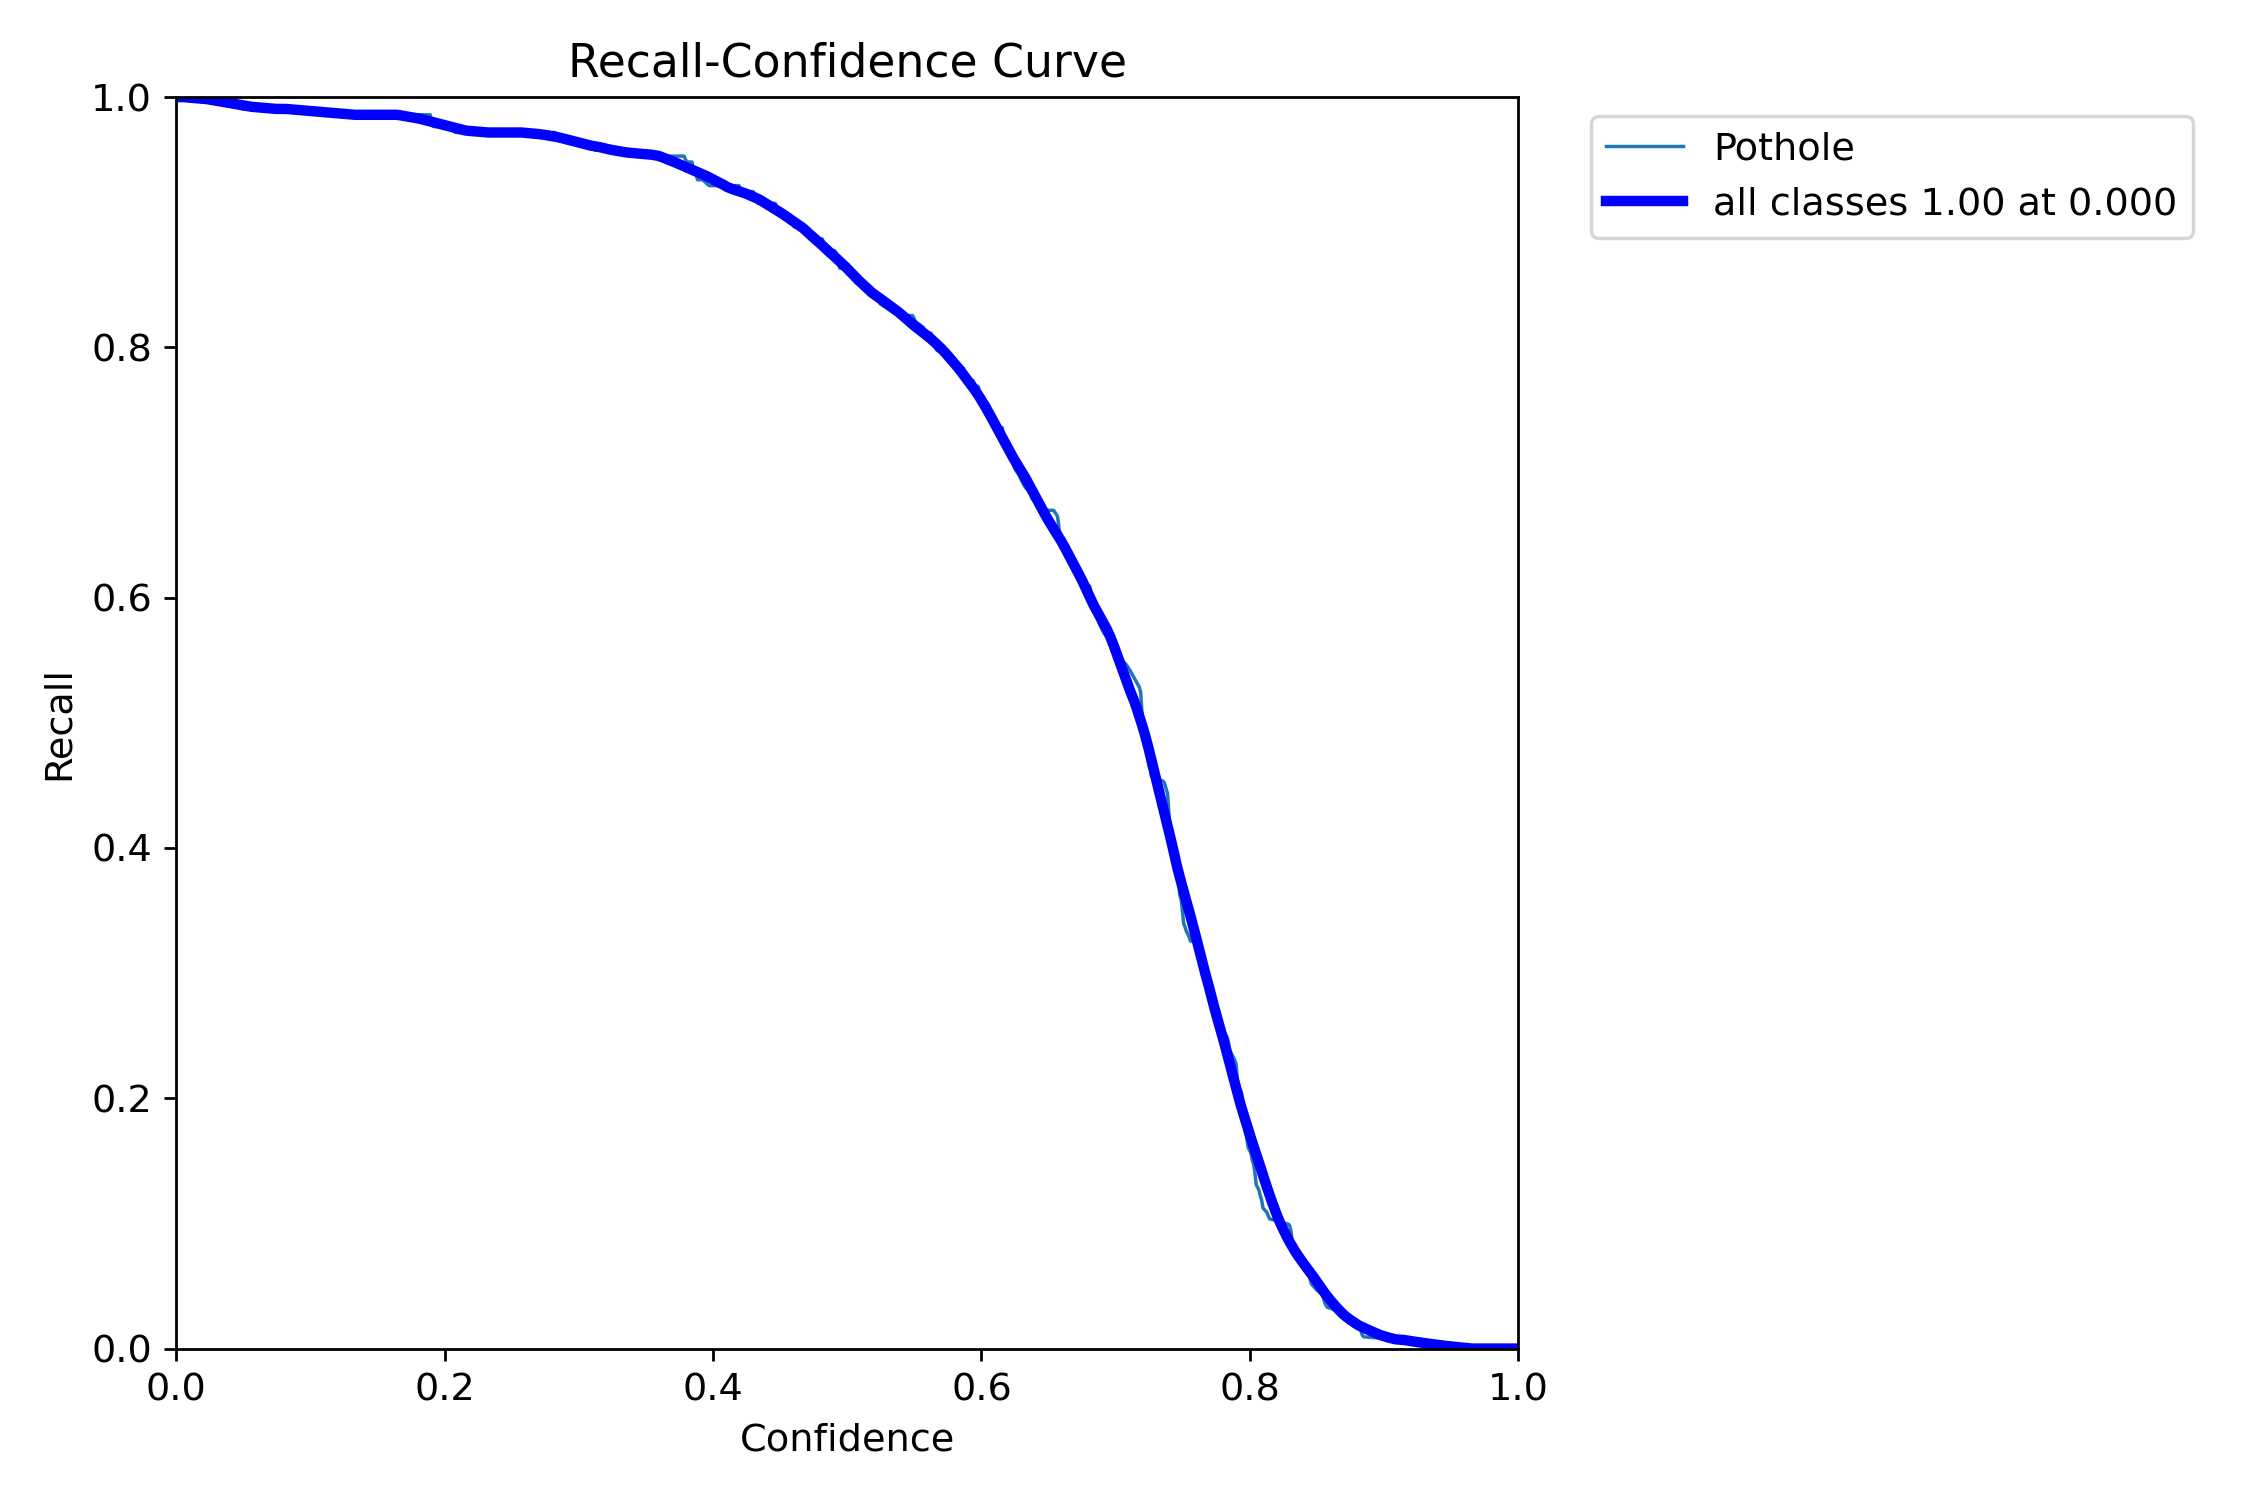 Recall-Confidence Curve
1.0
0.8
0.6
0.4
0.2
0.0
Recall
0.0 0.2 0.4 0.6 0.8 1.0
Confidence
Pothole
all classes 1.00 at 0.000